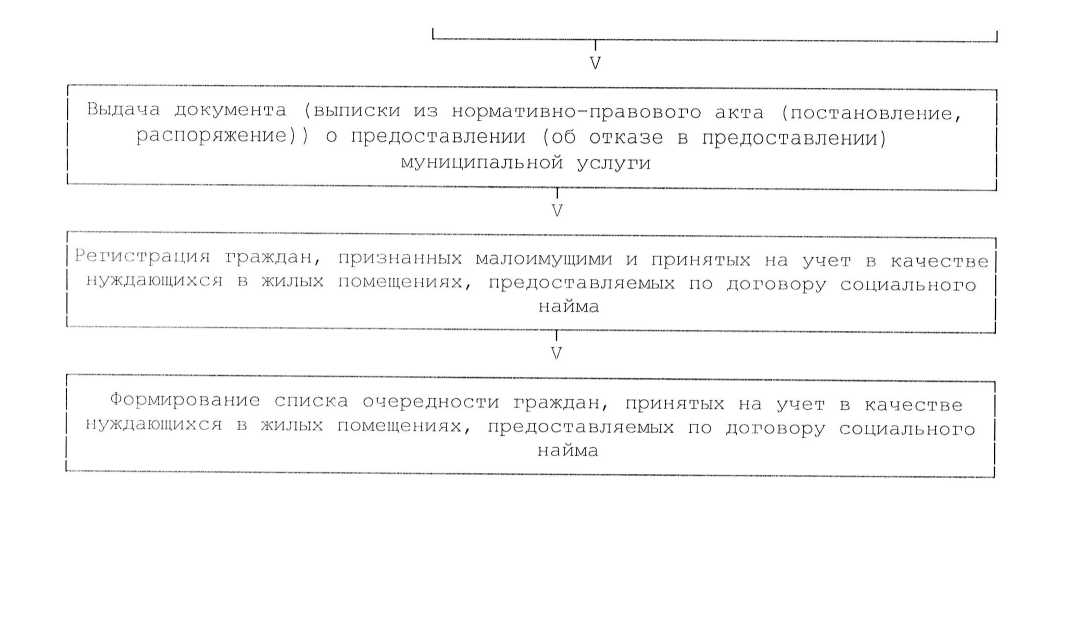 V
Выдача документа (выписки из нормативно-правового акта (постановление,
распоряжение)) о предоставлении (об отказе в предоставлении)
муниципальной услуги
V
Регистрация граждан, признанных малоимущими и принятых на учет в качестве
нуждающихся в жилых помещениях, предоставляемых по договору социального
найма
V
Формирование списка очередности граждан, принятых на учет в качестве
нуждающихся в жилых помещениях, предоставляемых по договору социального
найма